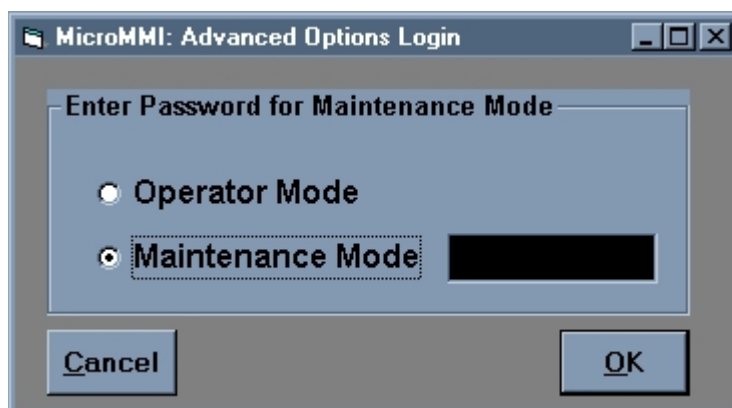 MicroMMI: Advanced Options Login
Enter Password for Maintenance Mode
Operator Mode
Maintenance Mode
Cancel
OK